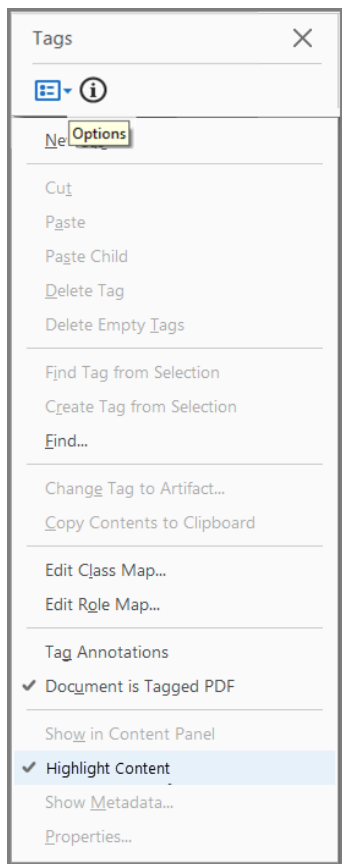 Tags
Options
Ne
Cut
Paste
Paste Child
Delete Tag
Delete Empty Tags
Find Tag from Selection
Create Tag from Selection
Find...
Change Tag to Artifact...
Copy Contents to Clipboard
Edit Class Map...
Edit Role Map...
Tag Annotations
Document is Tagged PDF
Show in Content Panel
Highlight Content
Show Metadata...
Properties...